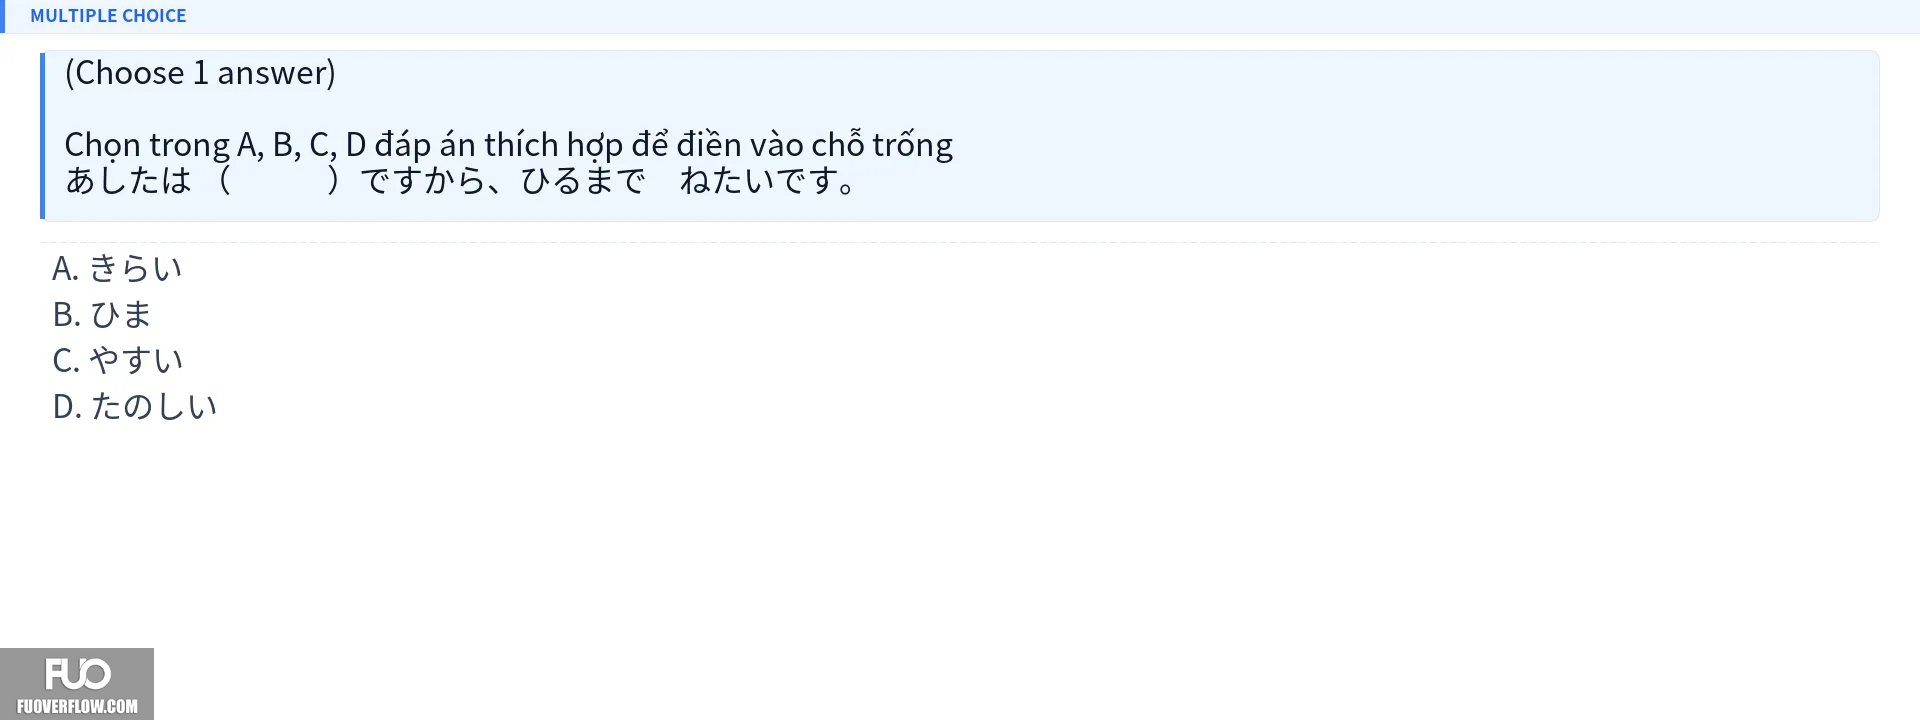 MULTIPLE CHOICE
(Choose 1 answer)
Chọn trong A, B, C, D đáp án thích hợp để điền vào chỗ trống
あしたは （　　　）ですから、ひるまで　ねたいです。
A. きらい
B. ひま
C. やすい
D. たのしい
FUO
FUOVERFLOW.COM